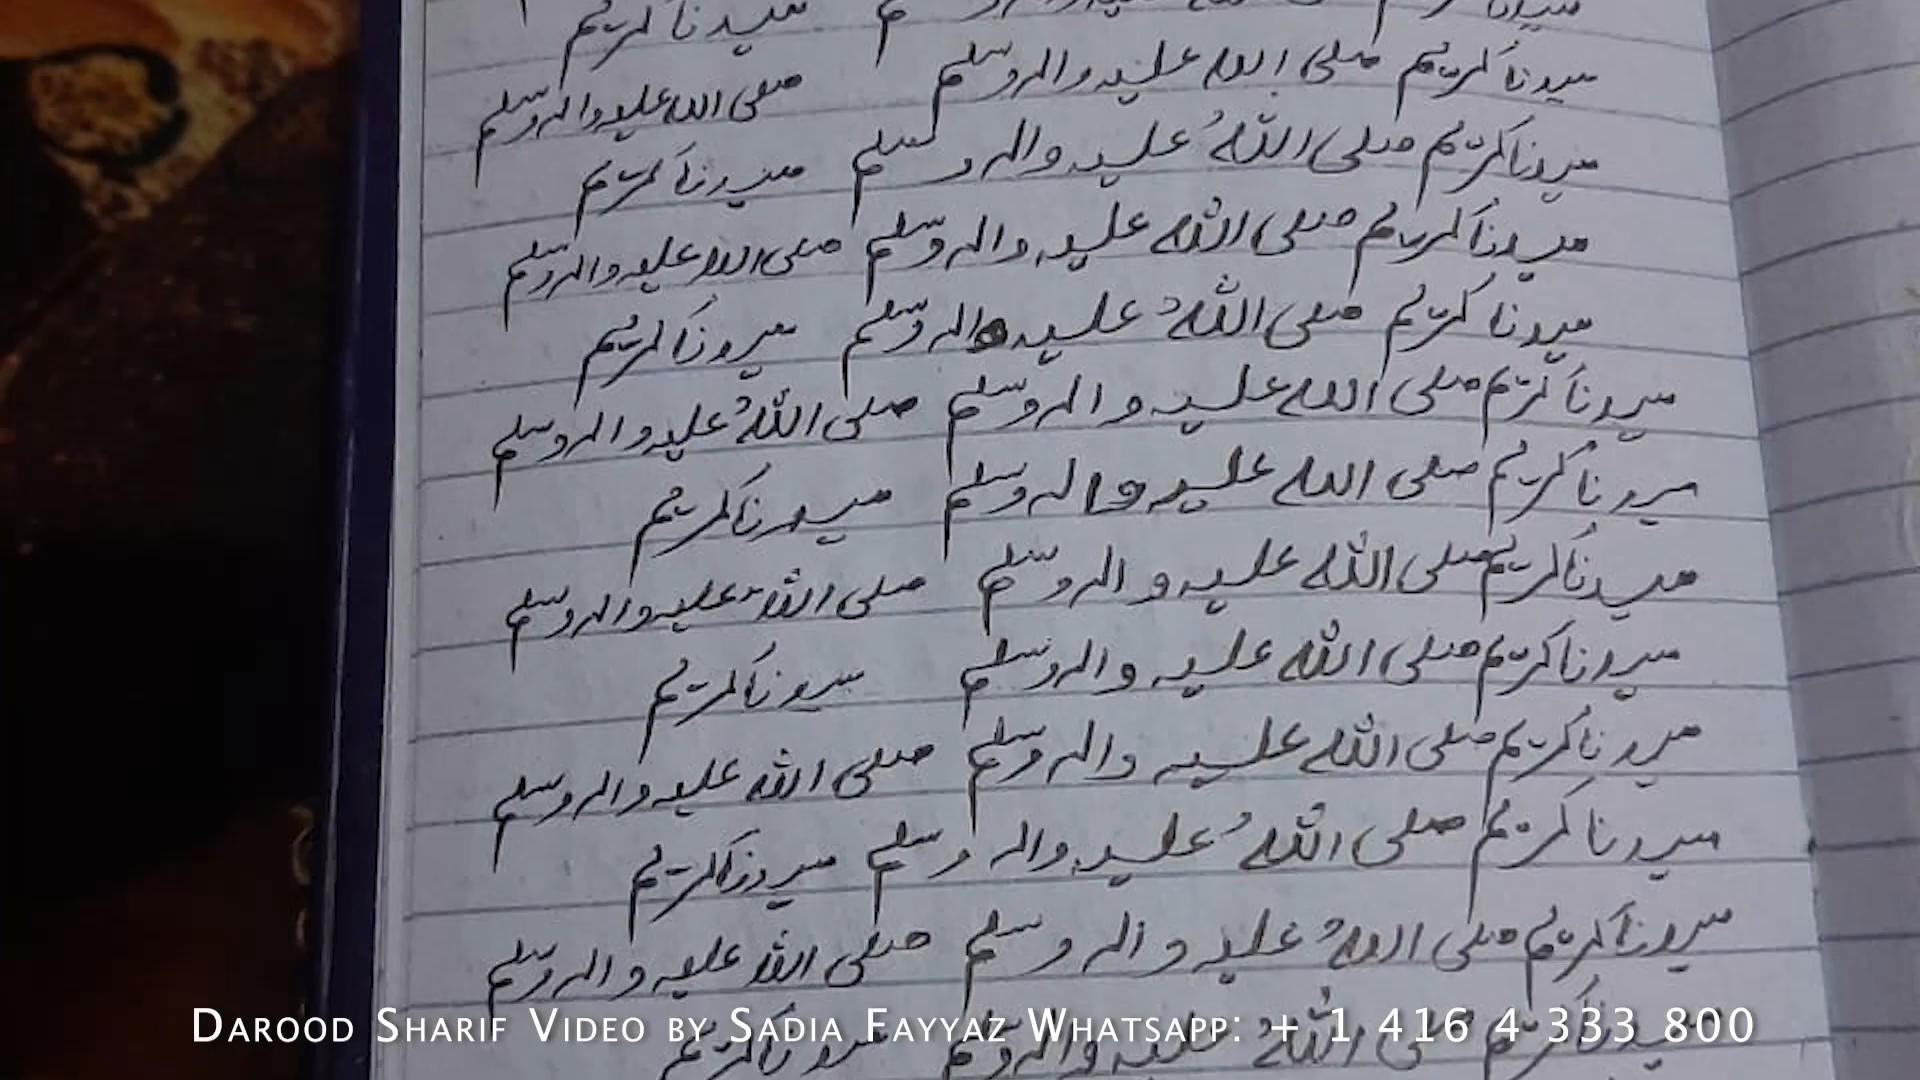 سیدنا کریم صلی اللہ علیہ والہ وسلم
صلی اللہ علیہ والہ وسلم
سیدنا کریم صلی اللہُ علیہ والہ وسلم
سیدنا کریم
سیدنا کریم صلی اللہ علیہ والہ وسلم
صلی اللہ علیہ والہ وسلم
سیدنا کریم صلی اللہُ علیہ والہ وسلم
سیدنا کریم
سیدنا کریم صلی اللہ علیہ والہ وسلم
صلی اللہُ علیہ والہ وسلم
سیدنا کریم صلی اللہ علیہ والہ وسلم
سیدنا کریم
سیدنا کریم صلی اللہ علیہ والہ وسلم
صلی اللہ علیہ والہ وسلم
سیدنا کریم صلی اللہ علیہ والہ وسلم
سیدنا کریم
سیدنا کریم صلی اللہ علیہ والہ وسلم
صلی اللہ علیہ والہ وسلم
سیدنا کریم صلی اللہُ علیہ والہ وسلم
سیدنا کریم
سیدنا کریم صلی اللہُ علیہ والہ وسلم
صلی اللہ علیہ والہ وسلم
Darood Sharif Video by Sadia Fayyaz Whatsapp: + 1 416 4 333 800